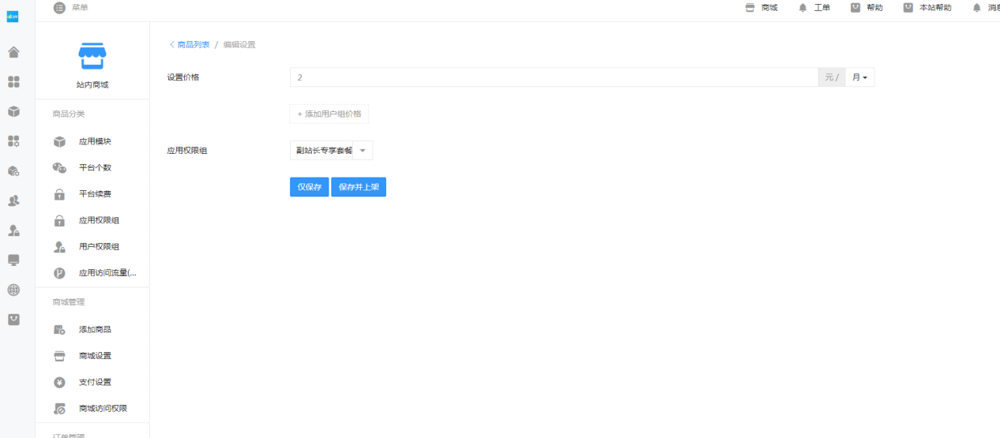 菜单
商城
工单
帮助
本站帮助
站内商城
商品分类
应用模块
平台个数
平台续费
应用权限组
用户权限组
应用访问流量(...
商城管理
添加商品
商城设置
支付设置
商城访问权限
订单管理
商品列表 / 编辑设置
设置价格
2
元 /
月
+ 添加用户组价格
应用权限组
副站长专享套餐
仅保存
保存并上架